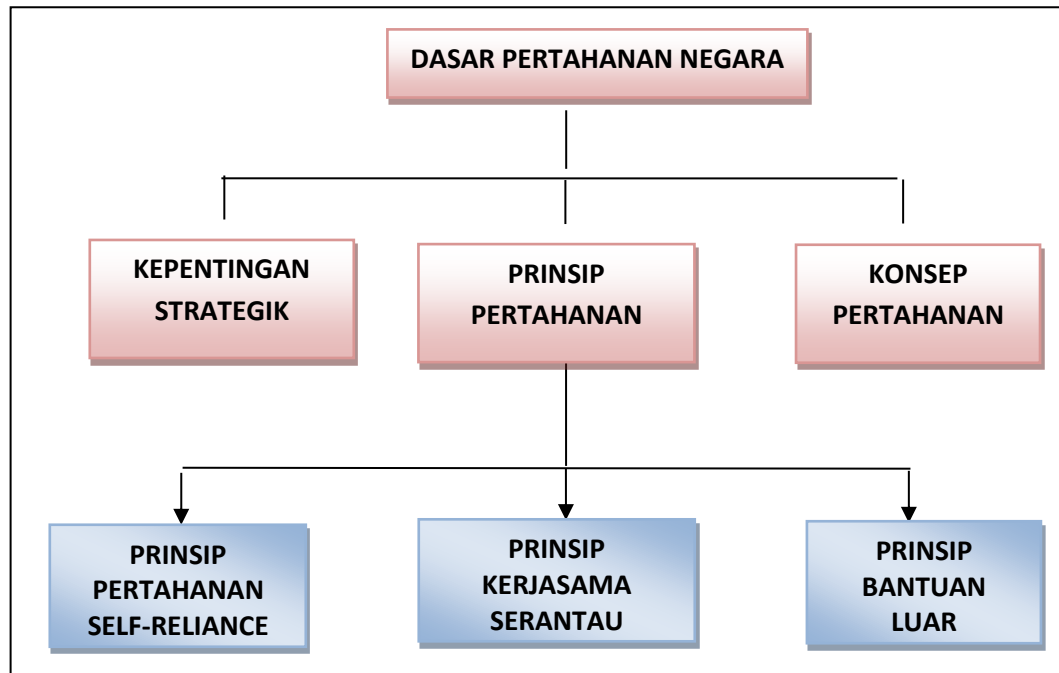 DASAR PERTAHANAN NEGARA
KEPENTINGAN
STRATEGIK
PRINSIP
PERTAHANAN
KONSEP
PERTAHANAN
PRINSIP
PERTAHANAN
SELF-RELIANCE
PRINSIP
KERJASAMA
SERANTAU
PRINSIP
BANTUAN
LUAR